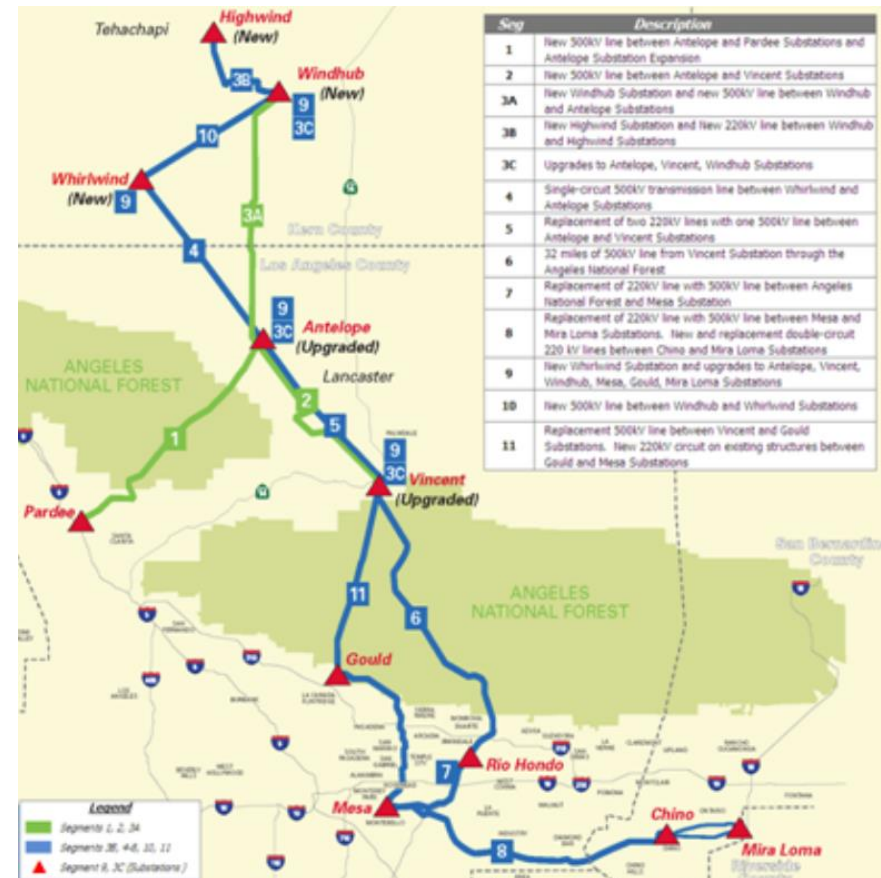 Highwind
(New)
Tehachapi
Windhub
(New)
3B
9
3C
10
Whirlwind
(New)
9
3A
Kern County
Los Angeles County
4
9
3C
Antelope
(Upgraded)
Lancaster
ANGELES
NATIONAL FOREST
2
5
1
9
3C
Vincent
(Upgraded)
Pardee
San Bernardino
County
ANGELES
NATIONAL FOREST
11
6
Gould
7
Rio Hondo
Mesa
Chino
8
Mira Loma
Riverside
Legend
Segments 1, 2, 3A
Segments 3B, 4-8, 10, 11
Segment 9, 3C (Substations)
Seg Description
1 New 500kV line between Antelope and Pardee Substations and
Antelope Substation Expansion
2 New 500kV line between Antelope and Vincent Substations
3A New Windhub Substation and new 500kV line between Windhub
and Antelope Substations
3B New Highwind Substation and New 220kV line between Windhub
and Highwind Substations
3C Upgrades to Antelope, Vincent, Windhub Substations
4 Single-circuit 500kV transmission line between Whirlwind and
Antelope Substations
5 Replacement of two 220kV lines with one 500kV line between
Antelope and Vincent Substations
6 32 miles of 500kV line from Vincent Substation through the
Angeles National Forest
7 Replacement of 220kV line with 500kV line between Angeles
National Forest and Mesa Substation
8 Replacement of 220kV line with 500kV line between Mesa and
Mira Loma Substations. New and replacement double-circuit
220 kV lines between Chino and Mira Loma Substations
9 New Whirlwind Substation and upgrades to Antelope, Vincent,
Windhub, Mesa, Gould, Mira Loma Substations
10 New 500kV line between Windhub and Whirlwind Substations
11 Replacement 500kV line between Vincent and Gould
Substations. New 220kV circuit on existing structures between
Gould and Mesa Substations